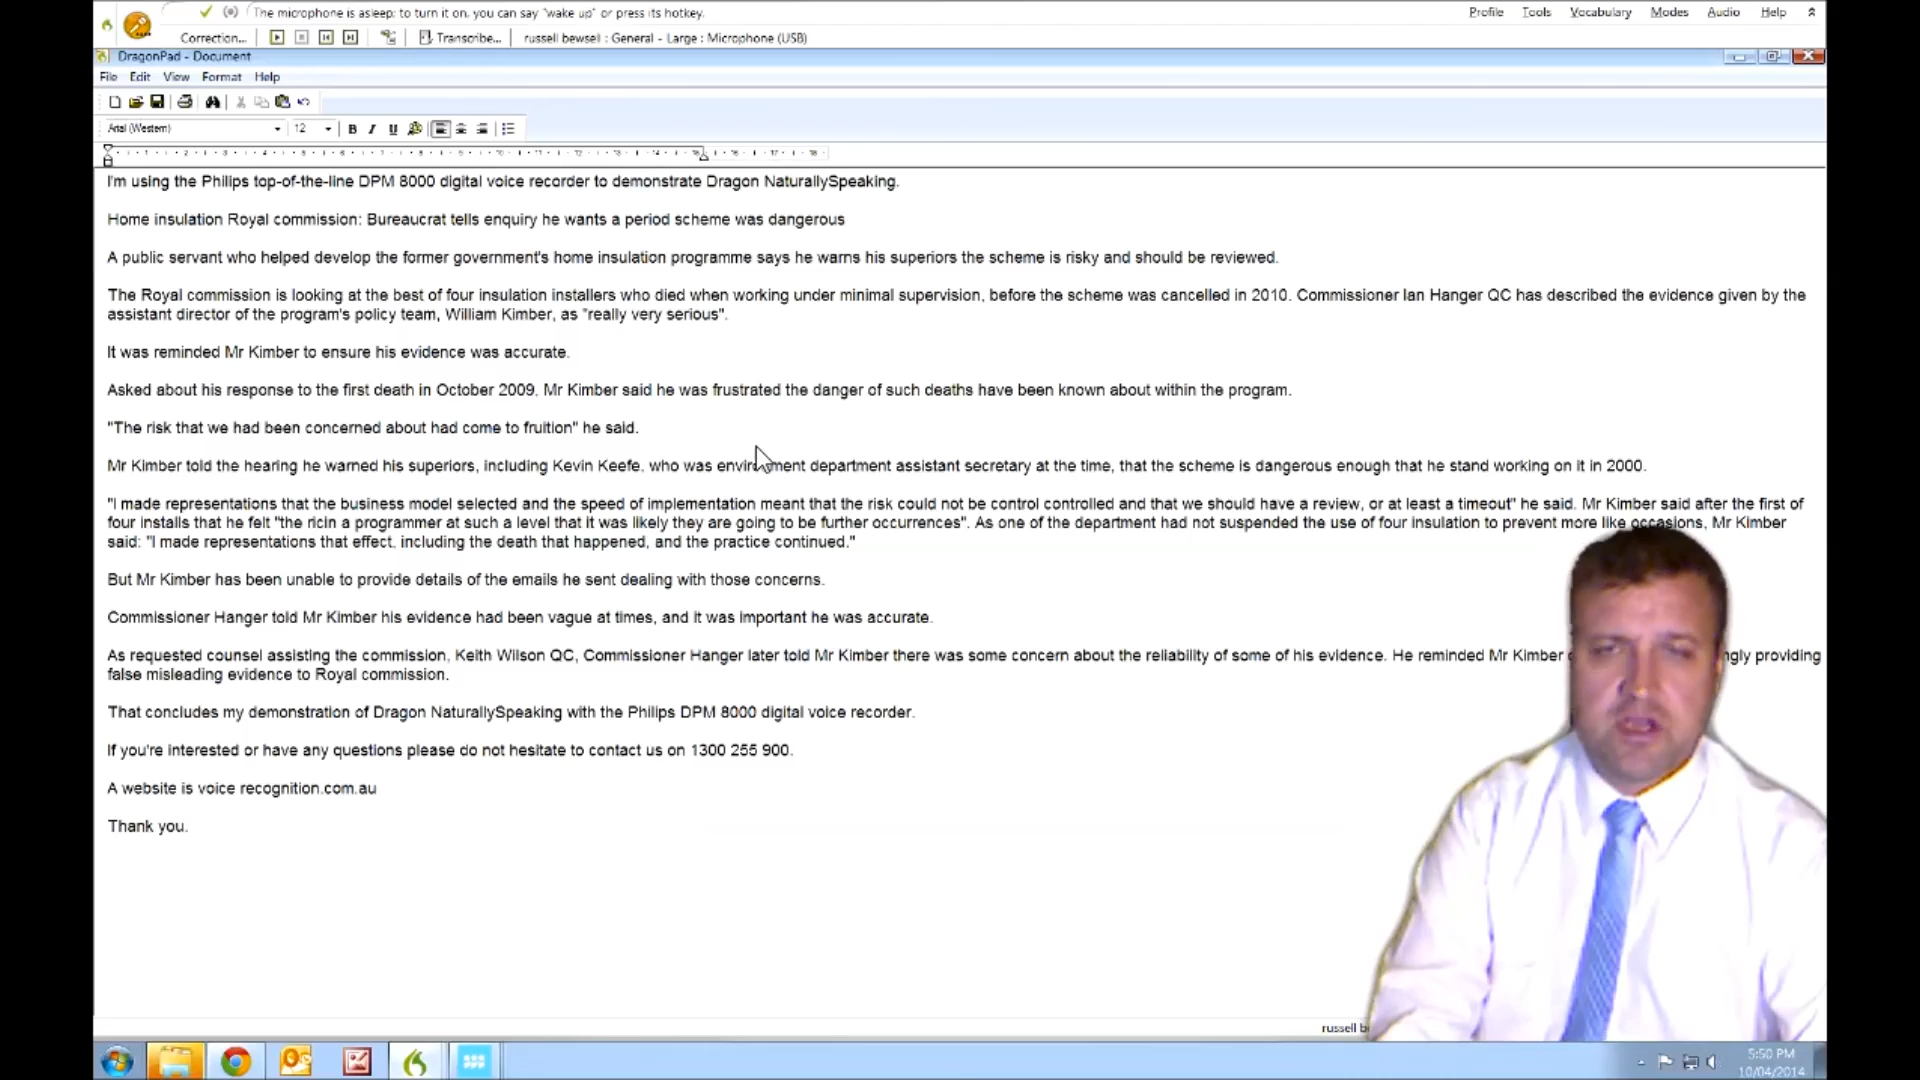 The microphone is asleep; to turn it on, you can say "wake up" or press its hotkey.
Profile Tools Vocabulary Modes Audio Help
Correction... Transcribe... russell bewsell : General - Large : Microphone (USB)
DragonPad - Document
File Edit View Format Help
Arial (Western) 12 B I U
I'm using the Philips top-of-the-line DPM 8000 digital voice recorder to demonstrate Dragon NaturallySpeaking.
Home insulation Royal commission: Bureaucrat tells enquiry he wants a period scheme was dangerous
A public servant who helped develop the former government's home insulation programme says he warns his superiors the scheme is risky and should be reviewed.
The Royal commission is looking at the best of four insulation installers who died when working under minimal supervision, before the scheme was cancelled in 2010. Commissioner Ian Hanger QC has described the evidence given by the
assistant director of the program's policy team, William Kimber, as "really very serious".
It was reminded Mr Kimber to ensure his evidence was accurate.
Asked about his response to the first death in October 2009, Mr Kimber said he was frustrated the danger of such deaths have been known about within the program.
"The risk that we had been concerned about had come to fruition" he said.
Mr Kimber told the hearing he warned his superiors, including Kevin Keefe, who was environment department assistant secretary at the time, that the scheme is dangerous enough that he stand working on it in 2000.
"I made representations that the business model selected and the speed of implementation meant that the risk could not be control controlled and that we should have a review, or at least a timeout" he said. Mr Kimber said after the first of
four installs that he felt "the ricin a programmer at such a level that it was likely they are going to be further occurrences". As one of the department had not suspended the use of four insulation to prevent more like occasions, Mr Kimber
said: "I made representations that effect, including the death that happened, and the practice continued."
But Mr Kimber has been unable to provide details of the emails he sent dealing with those concerns.
Commissioner Hanger told Mr Kimber his evidence had been vague at times, and it was important he was accurate.
As requested counsel assisting the commission, Keith Wilson QC, Commissioner Hanger later told Mr Kimber there was some concern about the reliability of some of his evidence. He reminded Mr Kimber ngly providing
false misleading evidence to Royal commission.
That concludes my demonstration of Dragon NaturallySpeaking with the Philips DPM 8000 digital voice recorder.
If you're interested or have any questions please do not hesitate to contact us on 1300 255 900.
A website is voice recognition.com.au
Thank you.
russell b
5:50 PM
10/04/2014